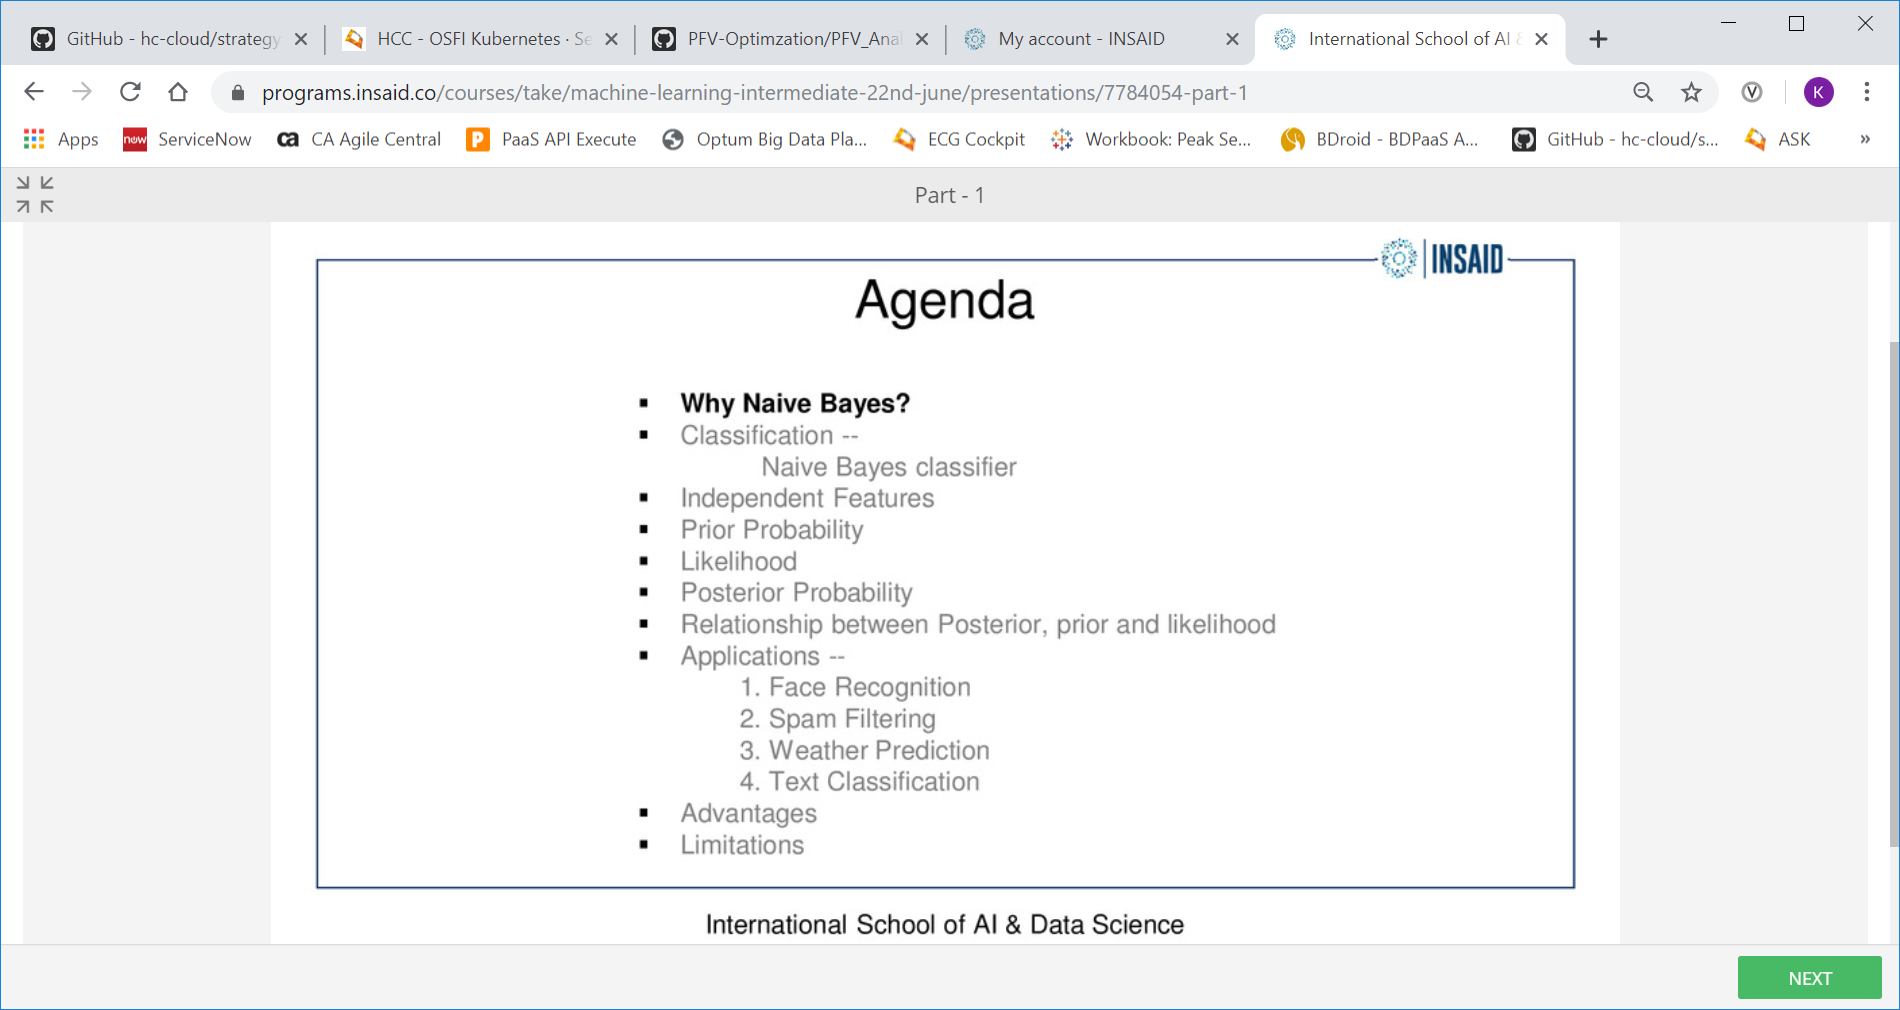 GitHub - hc-cloud/strategy
HCC - OSFI Kubernetes · Se
PFV-Optimzation/PFV_Anal
My account - INSAID
International School of AI &
programs.insaid.co/courses/take/machine-learning-intermediate-22nd-june/presentations/7784054-part-1
K
Apps
now ServiceNow
ca CA Agile Central
P PaaS API Execute
Optum Big Data Pla...
ECG Cockpit
Workbook: Peak Se...
BDroid - BDPaaS A...
GitHub - hc-cloud/s...
ASK
»
Part - 1
INSAID
Agenda
▪ Why Naive Bayes?
▪ Classification --
Naive Bayes classifier
▪ Independent Features
▪ Prior Probability
▪ Likelihood
▪ Posterior Probability
▪ Relationship between Posterior, prior and likelihood
▪ Applications --
1. Face Recognition
2. Spam Filtering
3. Weather Prediction
4. Text Classification
▪ Advantages
▪ Limitations
International School of AI & Data Science
NEXT